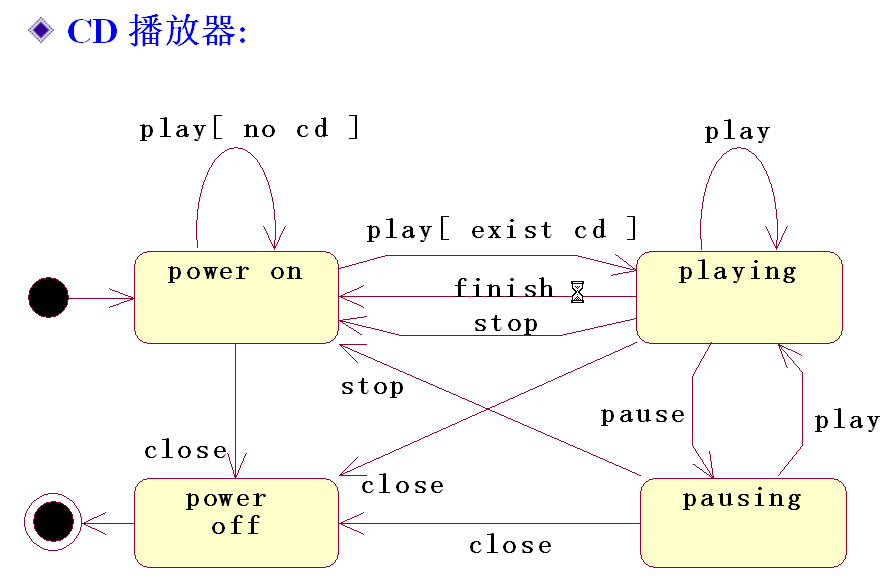 CD 播放器:
play[ no cd ]
play
play[ exist cd ]
power on
playing
finish
stop
stop
pause
play
close
close
power
off
pausing
close